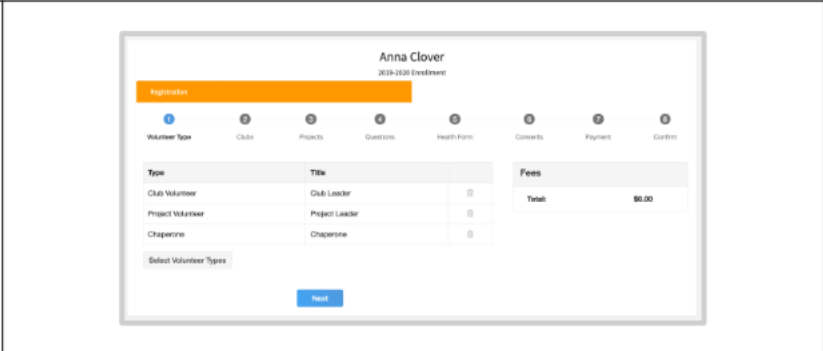 Anna Clover
2019-2020 Enrollment
Registration
1 2 3 4 5 6 7 8
Volunteer Type Clubs Projects Questions Health Form Consents Payment Confirm
Type Title
Club Volunteer Club Leader
Project Volunteer Project Leader
Chaperone Chaperone
Select Volunteer Types
Next
Fees
Total: $0.00